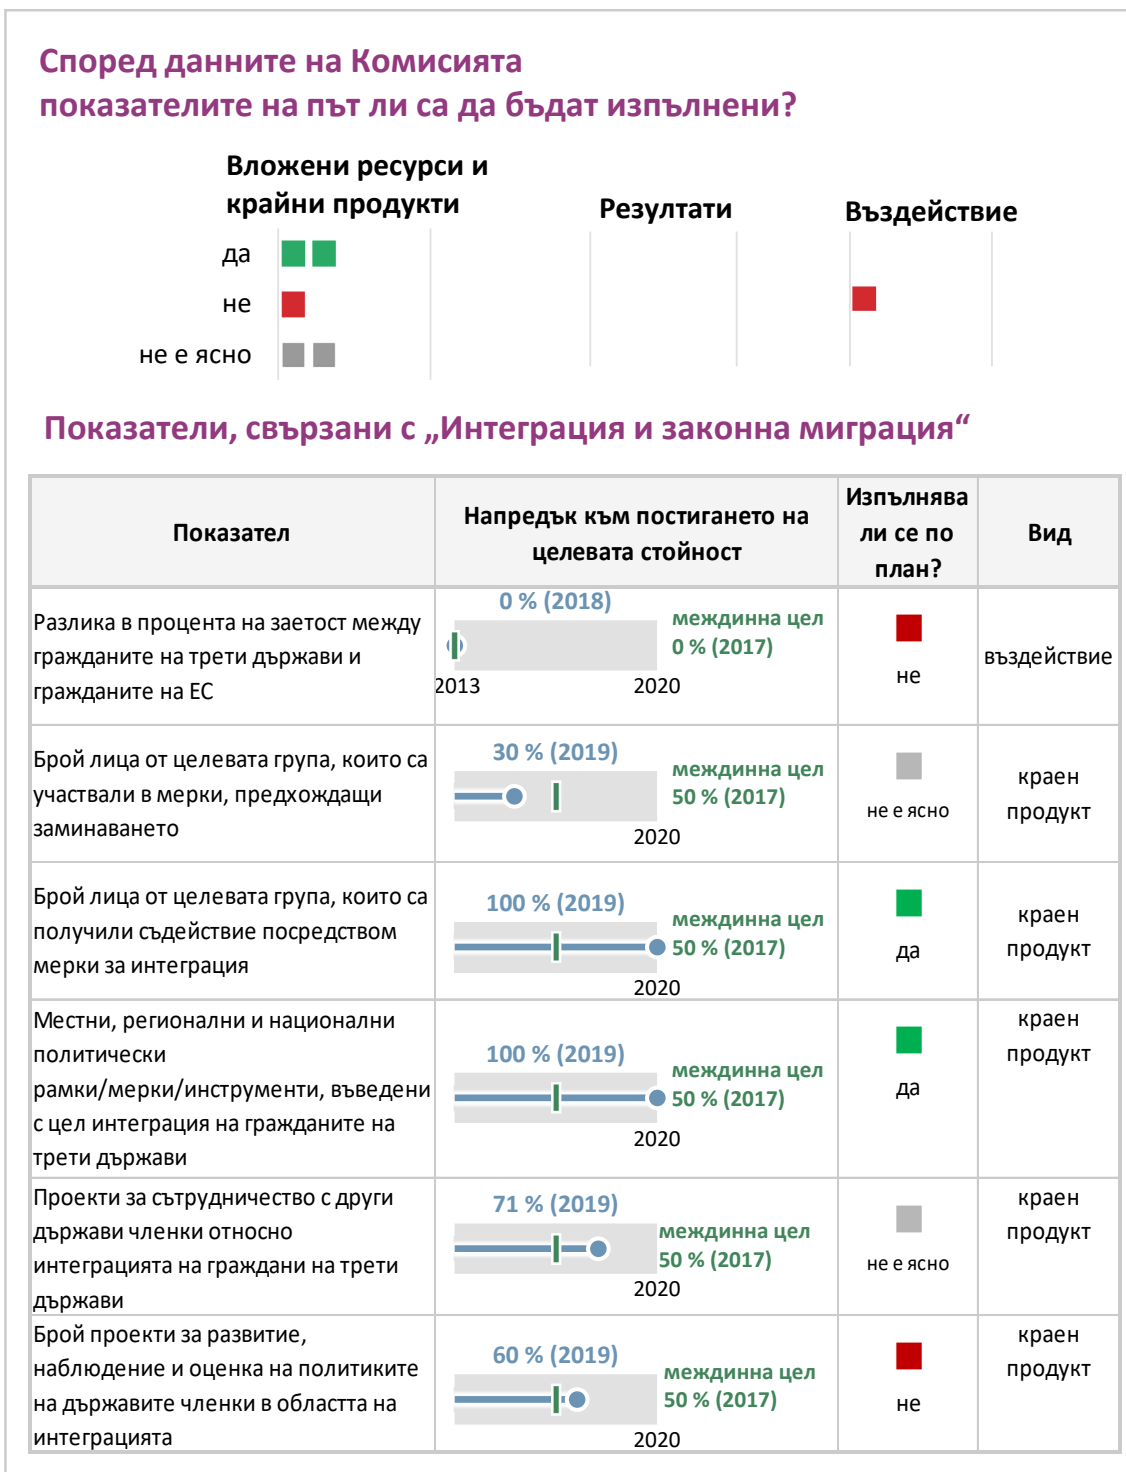 Според данните на Комисията
показателите на път ли са да бъдат изпълнени?
Вложени ресурси и
крайни продукти
Резултати
Въздействие
да
не
не е ясно
Показатели, свързани с „Интеграция и законна миграция“
Показател
Напредък към постигането на
целевата стойност
Изпълнява
ли се по
план?
Вид
Разлика в процента на заетост между
гражданите на трети държави и
гражданите на ЕС
0 % (2018)
междинна цел
0 % (2017)
2013
2020
не
въздействие
Брой лица от целевата група, които са
участвали в мерки, предхождащи
заминаването
30 % (2019)
междинна цел
50 % (2017)
2020
не е ясно
краен
продукт
Брой лица от целевата група, които са
получили съдействие посредством
мерки за интеграция
100 % (2019)
междинна цел
50 % (2017)
2020
да
краен
продукт
Местни, регионални и национални
политически
рамки/мерки/инструменти, въведени
с цел интеграция на гражданите на
трети държави
100 % (2019)
междинна цел
50 % (2017)
2020
да
краен
продукт
Проекти за сътрудничество с други
държави членки относно
интеграцията на граждани на трети
държави
71 % (2019)
междинна цел
50 % (2017)
2020
не е ясно
краен
продукт
Брой проекти за развитие,
наблюдение и оценка на политиките
на държавите членки в областта на
интеграцията
60 % (2019)
междинна цел
50 % (2017)
2020
не
краен
продукт